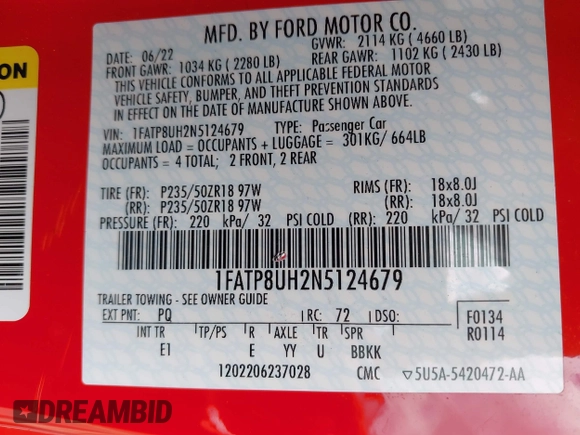 MFD. BY FORD MOTOR CO.
DATE: 06/22 GVWR: 2114 KG ( 4660 LB)
FRONT GAWR: 1034 KG ( 2280 LB) REAR GAWR: 1102 KG ( 2430 LB)
THIS VEHICLE CONFORMS TO ALL APPLICABLE FEDERAL MOTOR
VEHICLE SAFETY, BUMPER, AND THEFT PREVENTION STANDARDS
IN EFFECT ON THE DATE OF MANUFACTURE SHOWN ABOVE.
VIN: 1FATP8UH2N5124679 TYPE: Passenger Car
MAXIMUM LOAD = OCCUPANTS + LUGGAGE = 301KG/ 664LB
OCCUPANTS = 4 TOTAL; 2 FRONT, 2 REAR
TIRE (FR): P235/50ZR18 97W RIMS (FR): 18x8.0J
(RR): P235/50ZR18 97W (RR): 18x8.0J
PRESSURE (FR): 220 kPa/ 32 PSI COLD (RR): 220 kPa/ 32 PSI COLD
1FATP8UH2N5124679
TRAILER TOWING - SEE OWNER GUIDE
EXT PNT: PQ RC: 72 DSO: F0134
INT TR TP/PS R AXLE TR SPR R0114
E1 E YY U BBKK
1202206237028 CMC ▽5U5A-5420472-AA
ON
DREAMBID